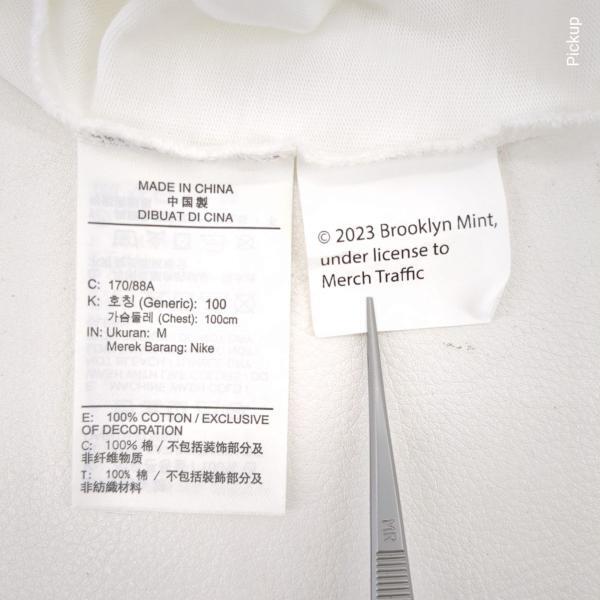 Pickup
MADE IN CHINA
中国製
DIBUAT DI CINA
C: 170/88A
K: 호칭 (Generic): 100
가슴둘레 (Chest): 100cm
IN: Ukuran: M
Merek Barang: Nike
E: 100% COTTON / EXCLUSIVE
OF DECORATION
C: 100% 棉 / 不包括装饰部分及
非纤维物质
T: 100% 棉 / 不包括裝飾部分及
非紡織材料
© 2023 Brooklyn Mint,
under license to
Merch Traffic
MR